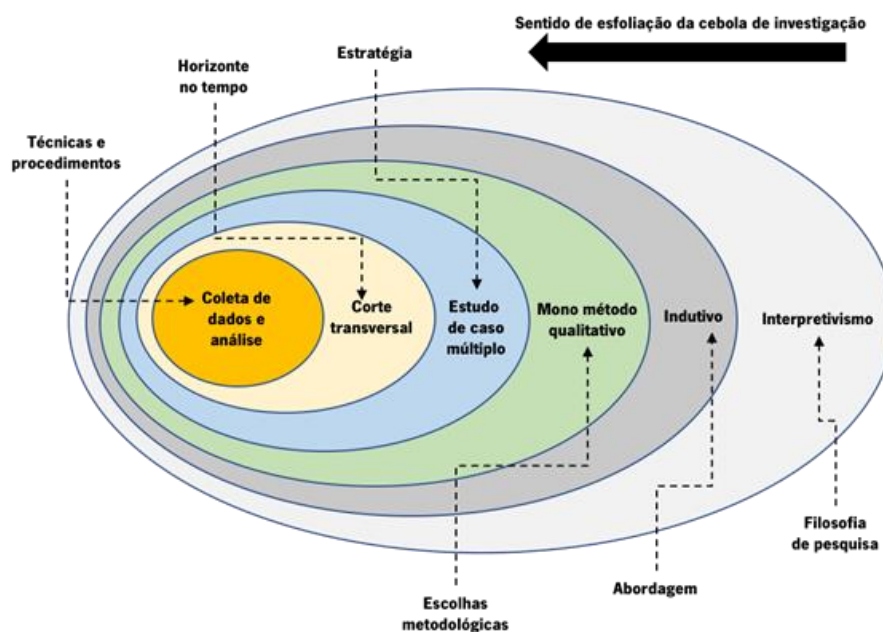 Sentido de esfoliação da cebola de investigação
Horizonte
no tempo
Estratégia
Técnicas e
procedimentos
Coleta de
dados e
análise
Corte
transversal
Estudo
de caso
múltiplo
Mono método
qualitativo
Indutivo
Interpretivismo
Filosofia
de pesquisa
Abordagem
Escolhas
metodológicas